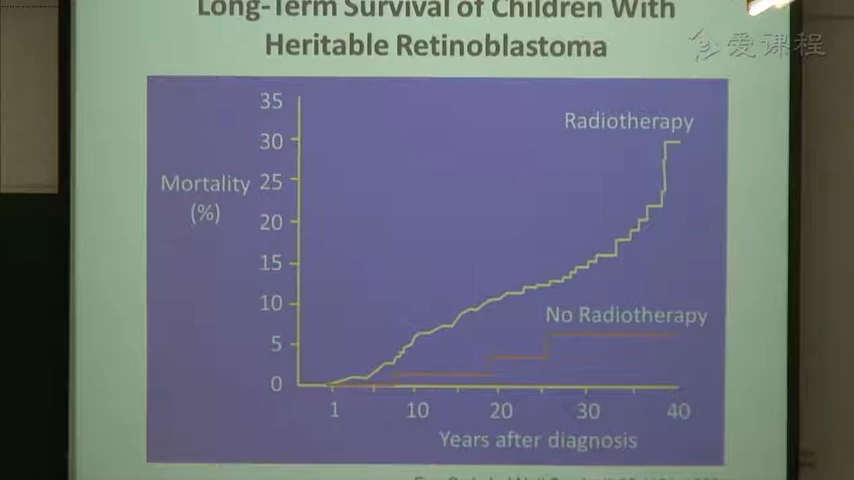 Long-Term Survival of Children With
Heritable Retinoblastoma
爱课程
35
Radiotherapy
30
Mortality
(%)
25
20
15
10
No Radiotherapy
5
0
1 10 20 30 40
Years after diagnosis